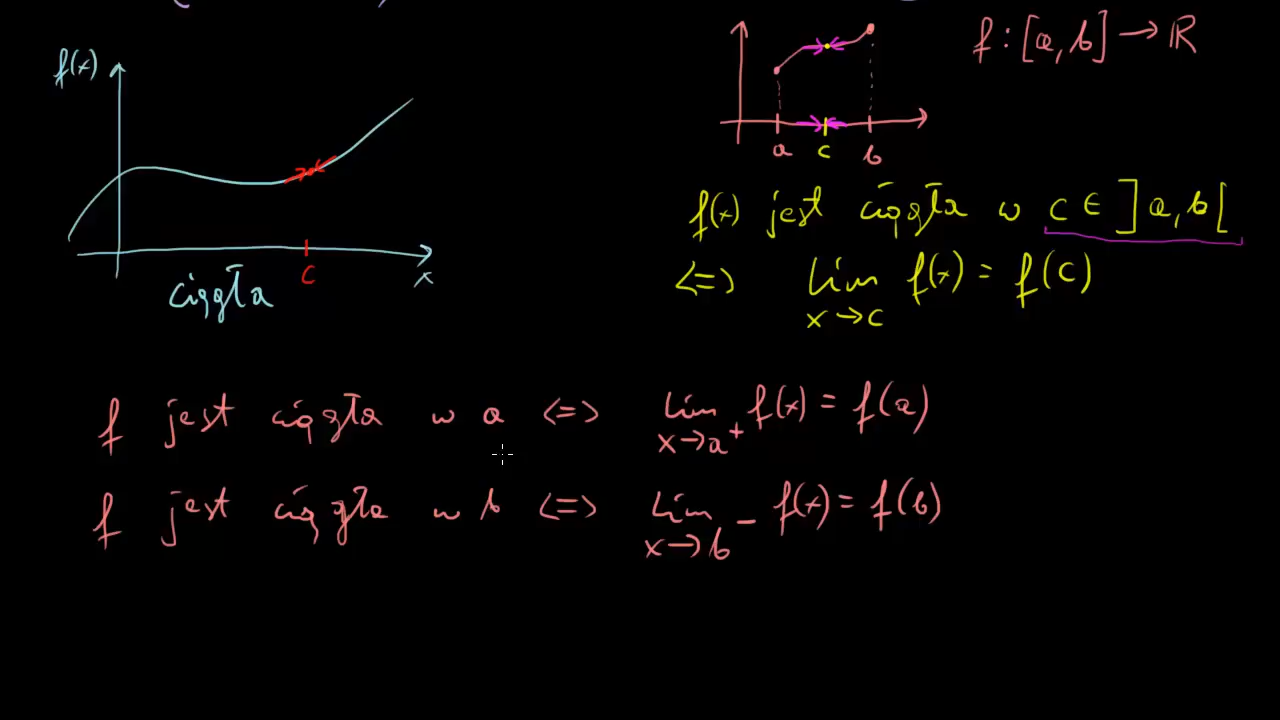 f(x)
x
c
ciągła
f : [a, b] → ℝ
a c b
f(x) jest ciągła w c ∈ ]a, b[
<=> lim f(x) = f(c)
x → c
f jest ciągła w a <=> lim f(x) = f(a)
x → a⁺
f jest ciągła w b <=> lim f(x) = f(b)
x → b⁻